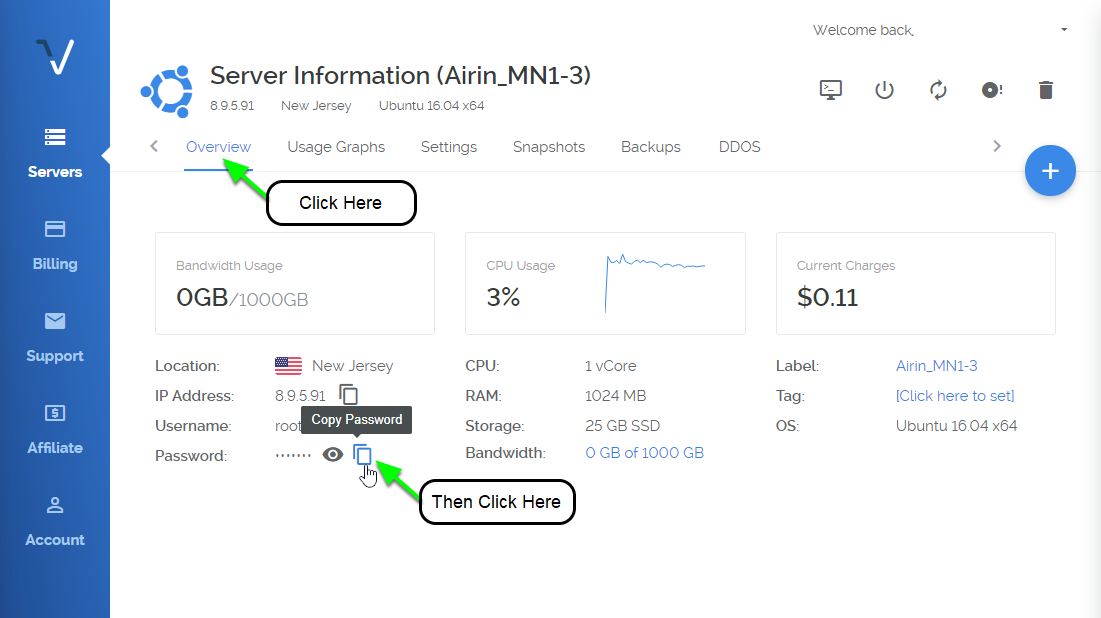 Welcome back,
Server Information (Airin_MN1-3)
8.9.5.91 New Jersey Ubuntu 16.04 x64
Overview Usage Graphs Settings Snapshots Backups DDOS
Click Here
Servers
Billing
Support
Affiliate
Account
Bandwidth Usage
0GB/1000GB
CPU Usage
3%
Current Charges
$0.11
Location: New Jersey
IP Address: 8.9.5.91
Username: root
Copy Password
Password: ·······
Then Click Here
CPU: 1 vCore
RAM: 1024 MB
Storage: 25 GB SSD
Bandwidth: 0 GB of 1000 GB
Label: Airin_MN1-3
Tag: [Click here to set]
OS: Ubuntu 16.04 x64